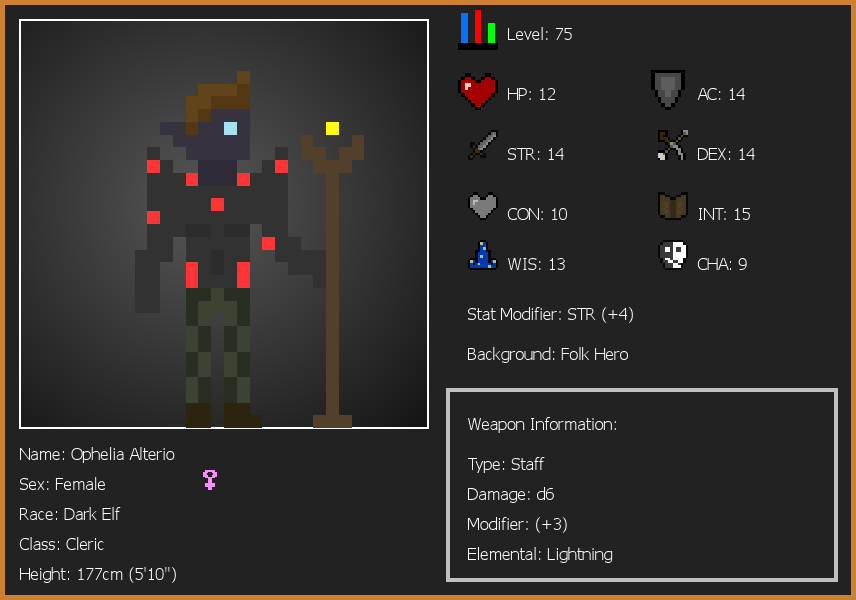 Level: 75
HP: 12
AC: 14
STR: 14
DEX: 14
CON: 10
INT: 15
WIS: 13
CHA: 9
Stat Modifier: STR (+4)
Background: Folk Hero
Weapon Information:
Type: Staff
Damage: d6
Modifier: (+3)
Elemental: Lightning
Name: Ophelia Alterio
Sex: Female
Race: Dark Elf
Class: Cleric
Height: 177cm (5'10")